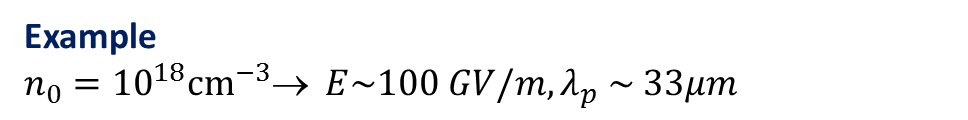 Example
n₀ = 10¹⁸cm⁻³→ E~100 GV/m, λₚ ~ 33μm